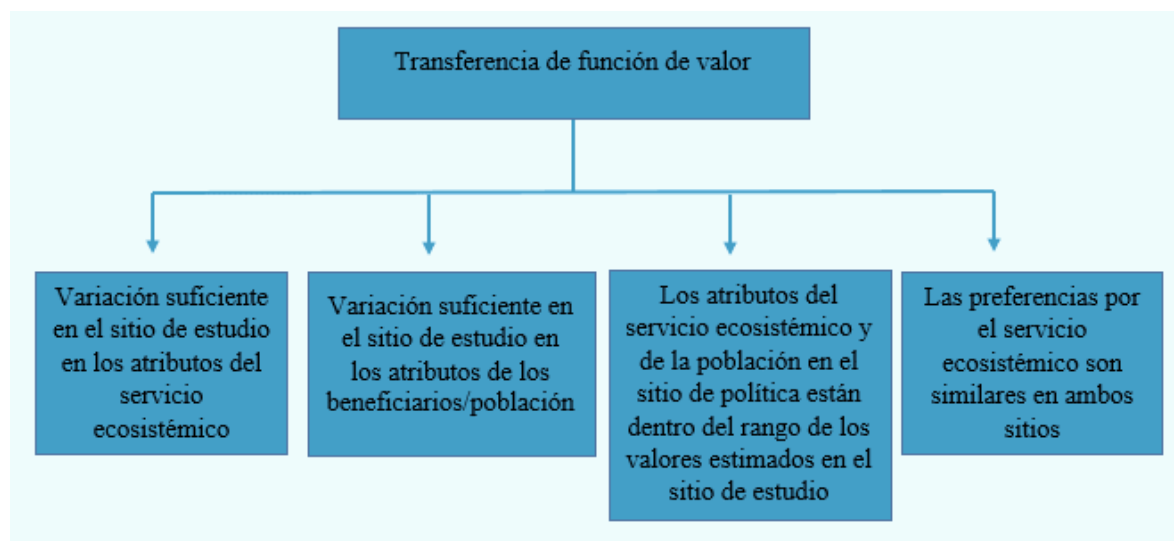 Transferencia de función de valor
Variación suficiente
en el sitio de estudio
en los atributos del
servicio
ecosistémico
Variación suficiente en
el sitio de estudio en
los atributos de los
beneficiarios/población
Los atributos del
servicio ecosistémico y
de la población en el
sitio de política están
dentro del rango de los
valores estimados en el
sitio de estudio
Las preferencias por
el servicio
ecosistémico son
similares en ambos
sitios